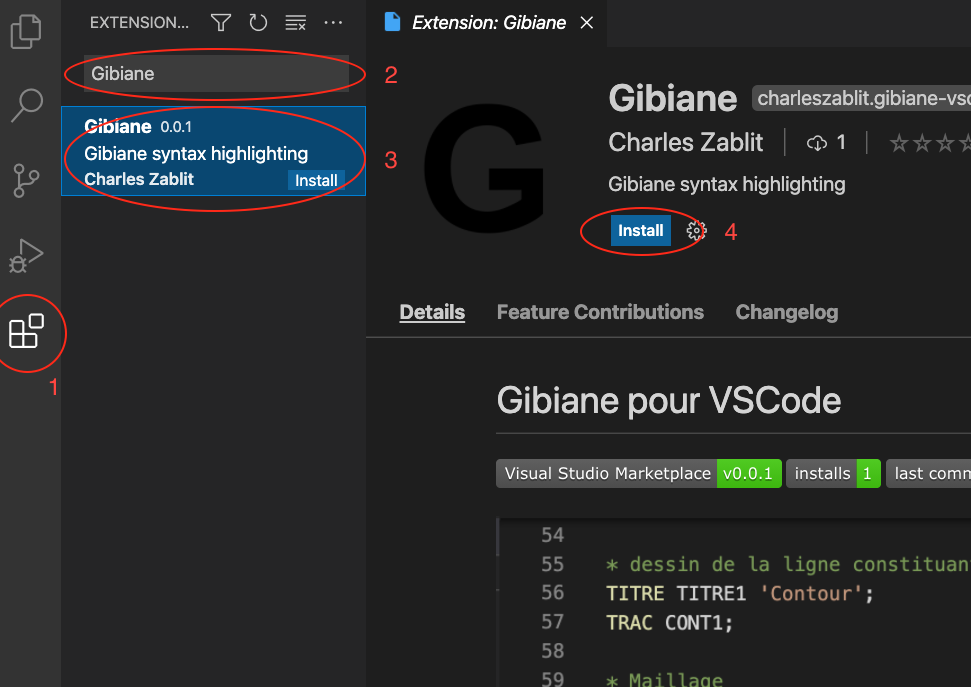 EXTENSION...
Gibiane
2
Gibiane 0.0.1
Gibiane syntax highlighting
Charles Zablit
Install
3
1
Extension: Gibiane
G
Gibiane
charleszablit.gibiane-vsc
Charles Zablit
1
Gibiane syntax highlighting
Install
4
Details Feature Contributions Changelog
Gibiane pour VSCode
Visual Studio Marketplace v0.0.1 installs 1 last comm
54
55 * dessin de la ligne constituan
56 TITRE TITRE1 'Contour';
57 TRAC CONT1;
58
59 * Maillage